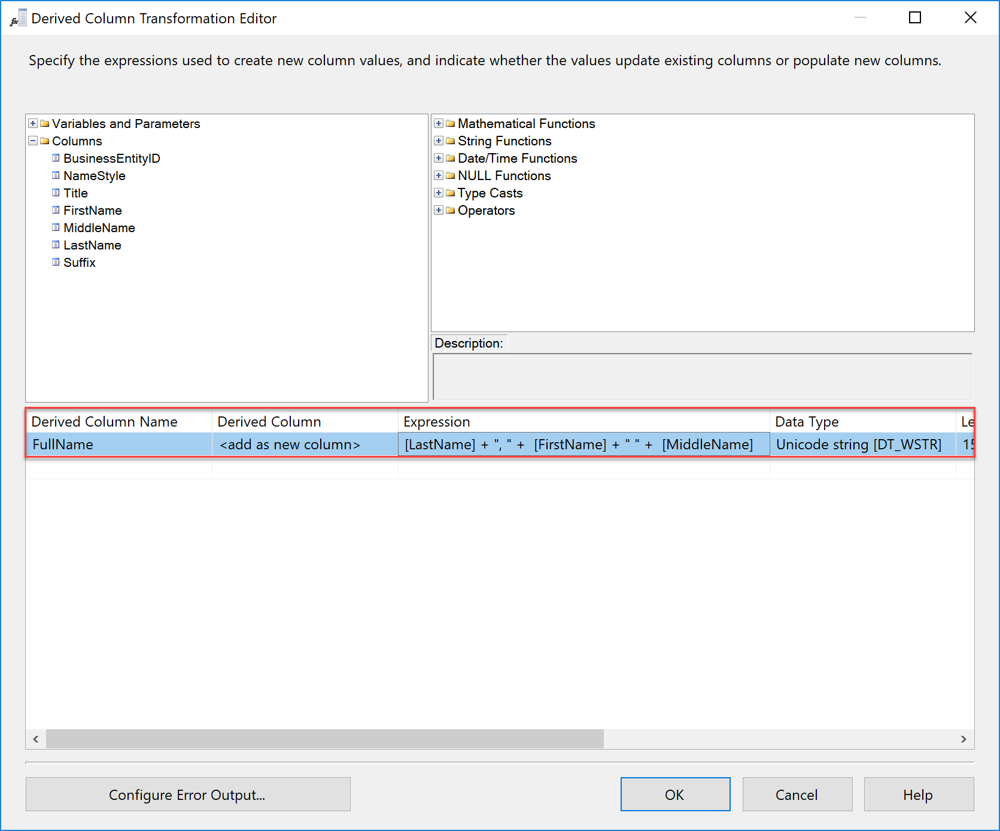 Derived Column Transformation Editor
Specify the expressions used to create new column values, and indicate whether the values update existing columns or populate new columns.
Variables and Parameters
Columns
BusinessEntityID
NameStyle
Title
FirstName
MiddleName
LastName
Suffix
Mathematical Functions
String Functions
Date/Time Functions
NULL Functions
Type Casts
Operators
Description:
Derived Column Name Derived Column Expression Data Type Le
FullName <add as new column> [LastName] + ", " + [FirstName] + " " + [MiddleName] Unicode string [DT_WSTR] 15
Configure Error Output... OK Cancel Help